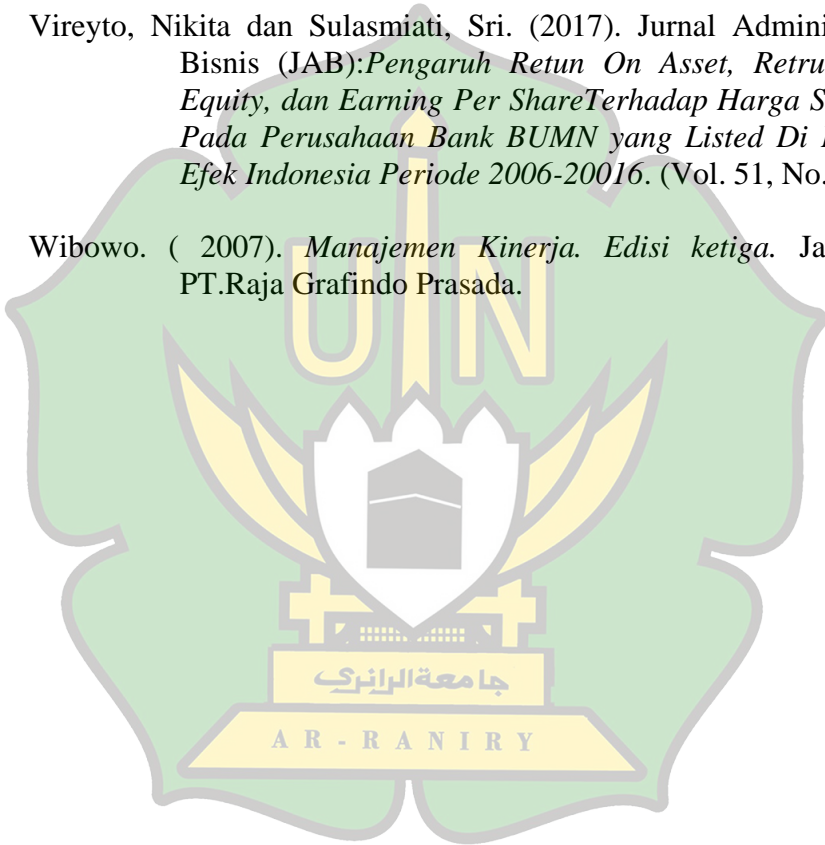 Vireyto, Nikita dan Sulasmiati, Sri. (2017). Jurnal Admini
Bisnis (JAB):Pengaruh Retun On Asset, Retru
Equity, dan Earning Per ShareTerhadap Harga S
Pada Perusahaan Bank BUMN yang Listed Di
Efek Indonesia Periode 2006-20016. (Vol. 51, No.
Wibowo. ( 2007). Manajemen Kinerja. Edisi ketiga. Ja
PT.Raja Grafindo Prasada.
UIN
جامعة الرانري
AR-RANIRY